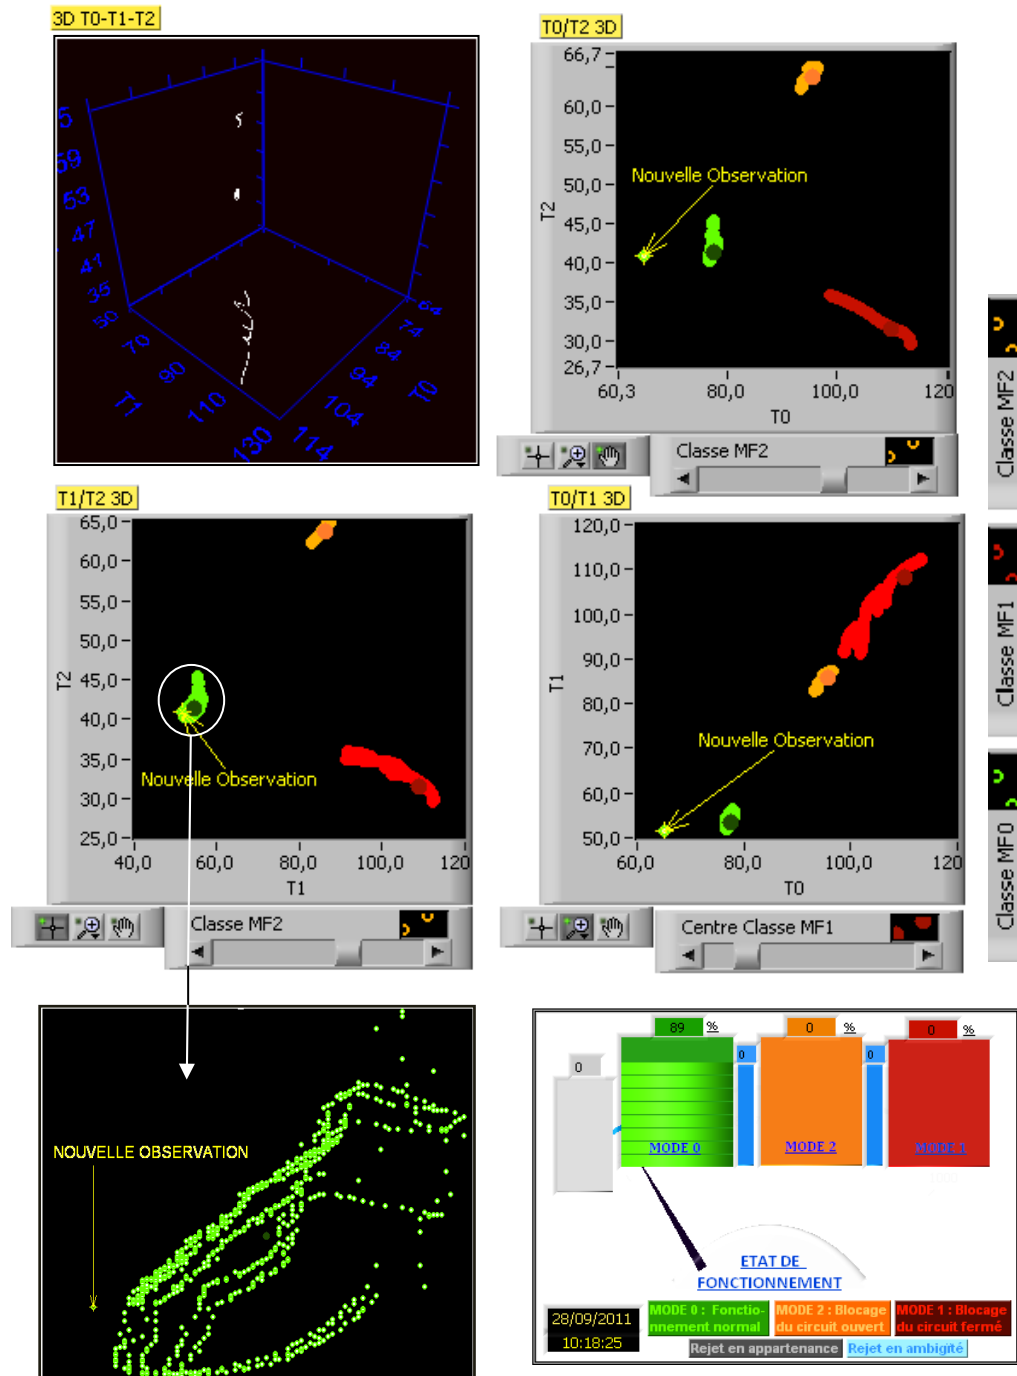 3D T0-T1-T2
5
59
53
47
41
35
50
70
90
110
130
T1
64
74
84
94
104
114
T0
T0/T2 3D
66,7
60,0
55,0
50,0
45,0
40,0
35,0
30,0
26,7
T2
Nouvelle Observation
60,3 80,0 100,0 120
T0
Classe MF2
Classe MF2
Classe MF1
Classe MF0
T1/T2 3D
65,0
60,0
55,0
50,0
45,0
40,0
35,0
30,0
25,0
T2
Nouvelle Observation
40,0 60,0 80,0 100,0 120
T1
Classe MF2
T0/T1 3D
120,0
110,0
100,0
90,0
80,0
70,0
60,0
50,0
T1
Nouvelle Observation
60,0 80,0 100,0 120
T0
Centre Classe MF1
NOUVELLE OBSERVATION
89 % 0 % 0 %
0 0 0
MODE 0 MODE 2 MODE 1
ETAT DE
FONCTIONNEMENT
28/09/2011
10:18:25
MODE 0 : Fonctio-
nnement normal
MODE 2 : Blocage
du circuit ouvert
MODE 1 : Blocage
du circuit fermé
Rejet en appartenance Rejet en ambigité